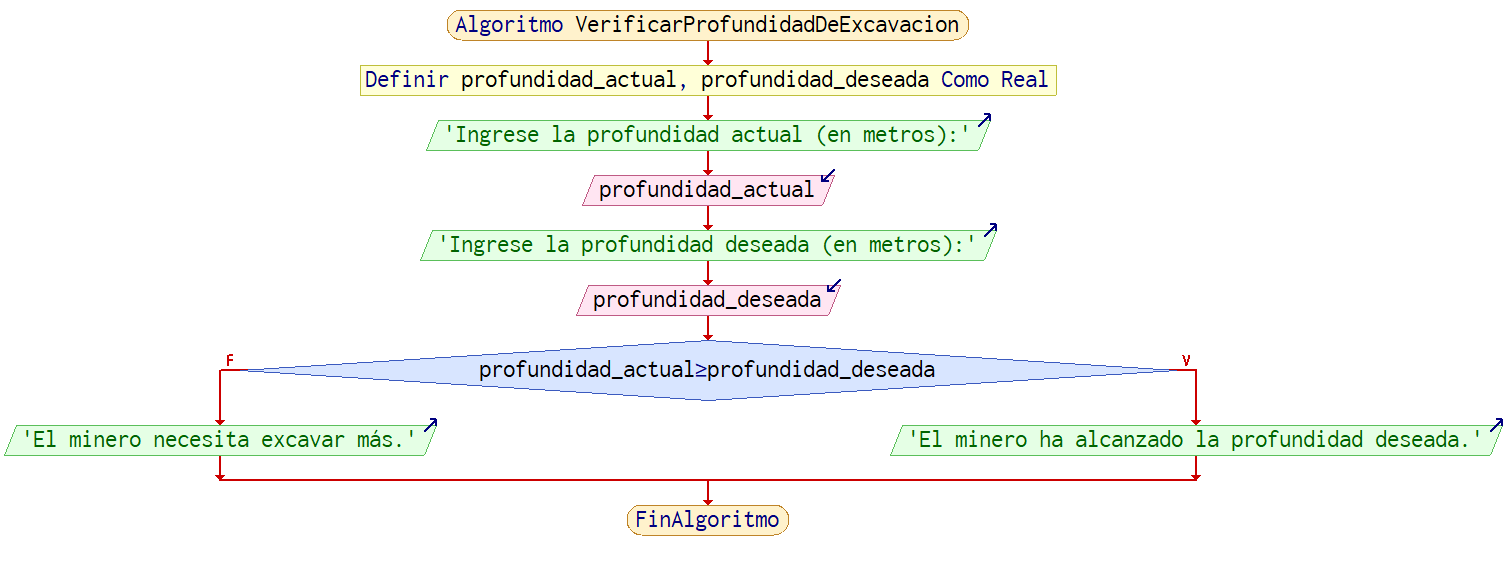 Algoritmo VerificarProfundidadDeExcavacion
Definir profundidad_actual, profundidad_deseada Como Real
'Ingrese la profundidad actual (en metros):'
profundidad_actual
'Ingrese la profundidad deseada (en metros):'
profundidad_deseada
F
V
profundidad_actual≥profundidad_deseada
'El minero necesita excavar más.'
'El minero ha alcanzado la profundidad deseada.'
FinAlgoritmo